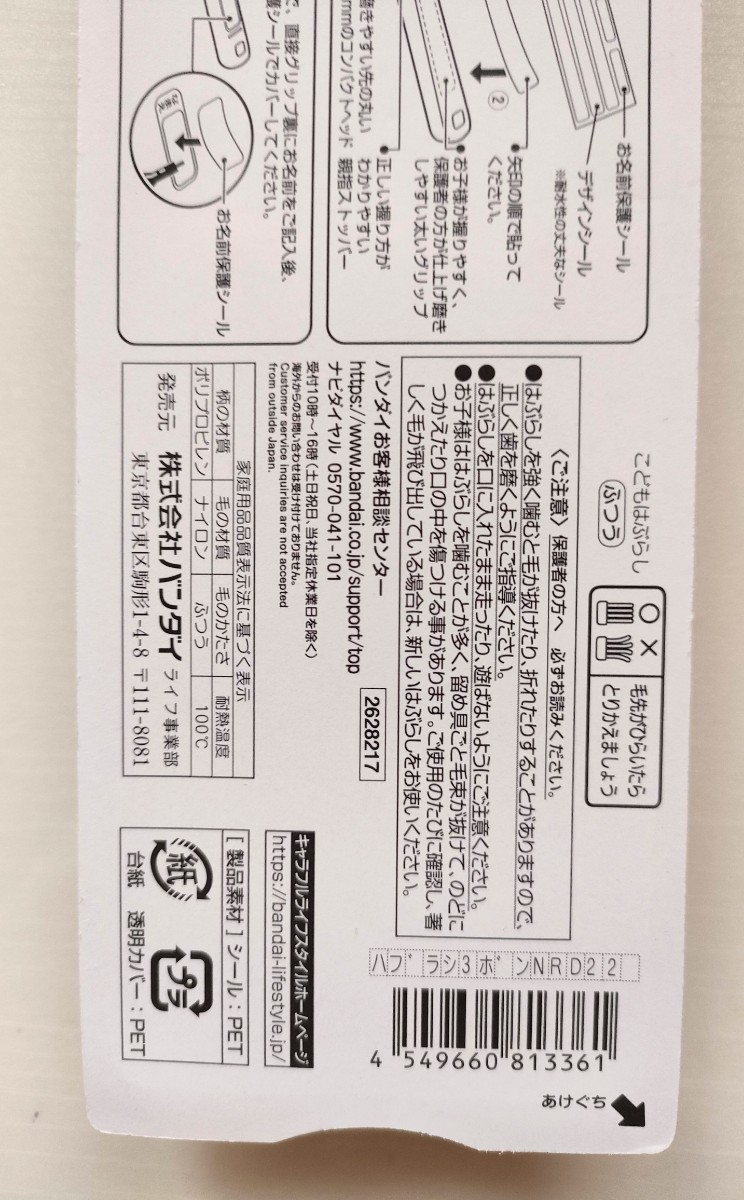 お名前保護シール
デザインシール
※耐水性の丈夫なシール
②
●矢印の順で貼って
ください。
●お子様が握りやすく、
保護者の方が仕上げ磨き
しやすい太いグリップ
●正しい握り方が
わかりやすい
親指ストッパー
磨きやすい先の丸い
mmのコンパクトヘッド
で、直接グリップ裏にお名前をご記入後、
護シールでカバーしてください。
お名前保護シール
こどもはぶらし
ふつう
○ ×
毛先がひらいたら
とりかえましょう
〈ご注意〉保護者の方へ 必ずお読みください。
●はぶらしを強く噛むと毛が抜けたり、折れたりすることがありますので、
正しく歯を磨くようにご指導ください。
●はぶらしを口に入れたまま走ったり、遊ばないようにご注意ください。
●お子様ははぶらしを噛むことが多く、留め具ごと毛束が抜けて、のどに
つかえたり口の中を傷つける事があります。ご使用のたびに確認し、著
しく毛が飛び出している場合は、新しいはぶらしをお使いください。
バンダイお客様相談センター
https://www.bandai.co.jp/support/top
ナビダイヤル 0570-041-101
受付10時〜16時(土日祝日、当社指定休業日を除く)
海外からのお問い合わせは受け付けておりません。
Customer service inquiries are not accepted
from outside Japan.
2628217
家庭用品品質表示法に基づく表示
柄の材質 毛の材質 毛のかたさ 耐熱温度
ポリプロピレン ナイロン ふつう 100℃
発売元 株式会社バンダイ ライフ事業部
東京都台東区駒形1-4-8 〒111-8081
キャラフルライフスタイルホームページ
https://bandai-lifestyle.jp/
[製品素材]シール:PET
紙 プラ
台紙 透明カバー:PET
ハブラシ3ボンNRD22
4 549660 813361
あけぐち